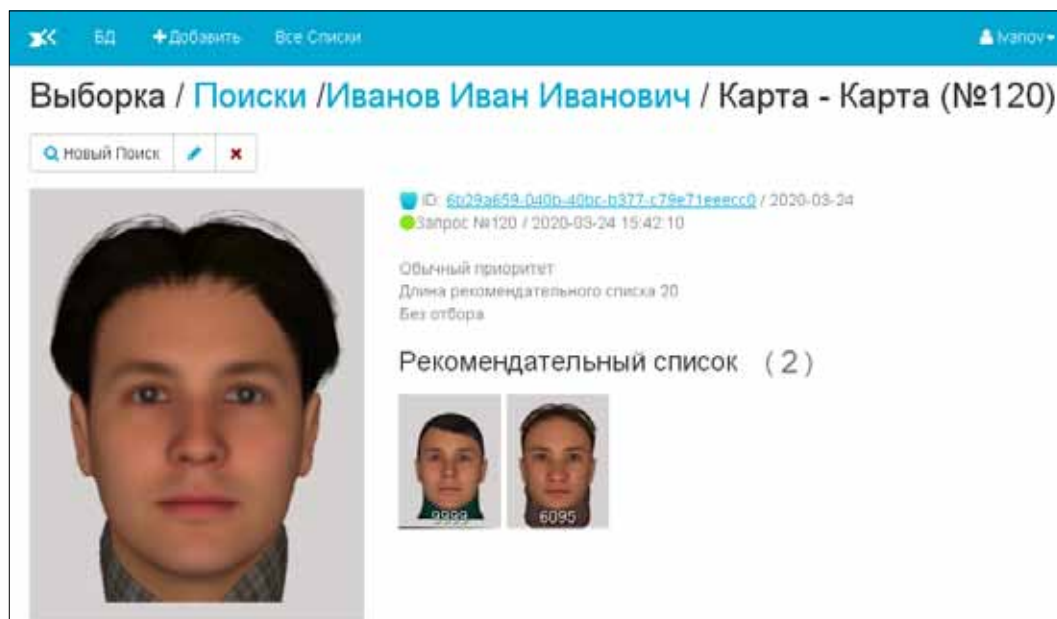 БД Добавить Все Списки Ivanov
Выборка / Поиски /Иванов Иван Иванович / Карта - Карта (№120)
Новый Поиск
ID: 6b29a659-040b-40bc-b377-c79e71eeecc0 / 2020-03-24
Запрос №120 / 2020-03-24 15:42:10
Обычный приоритет
Длина рекомендательного списка 20
Без отбора
Рекомендательный список (2)
9999 6095